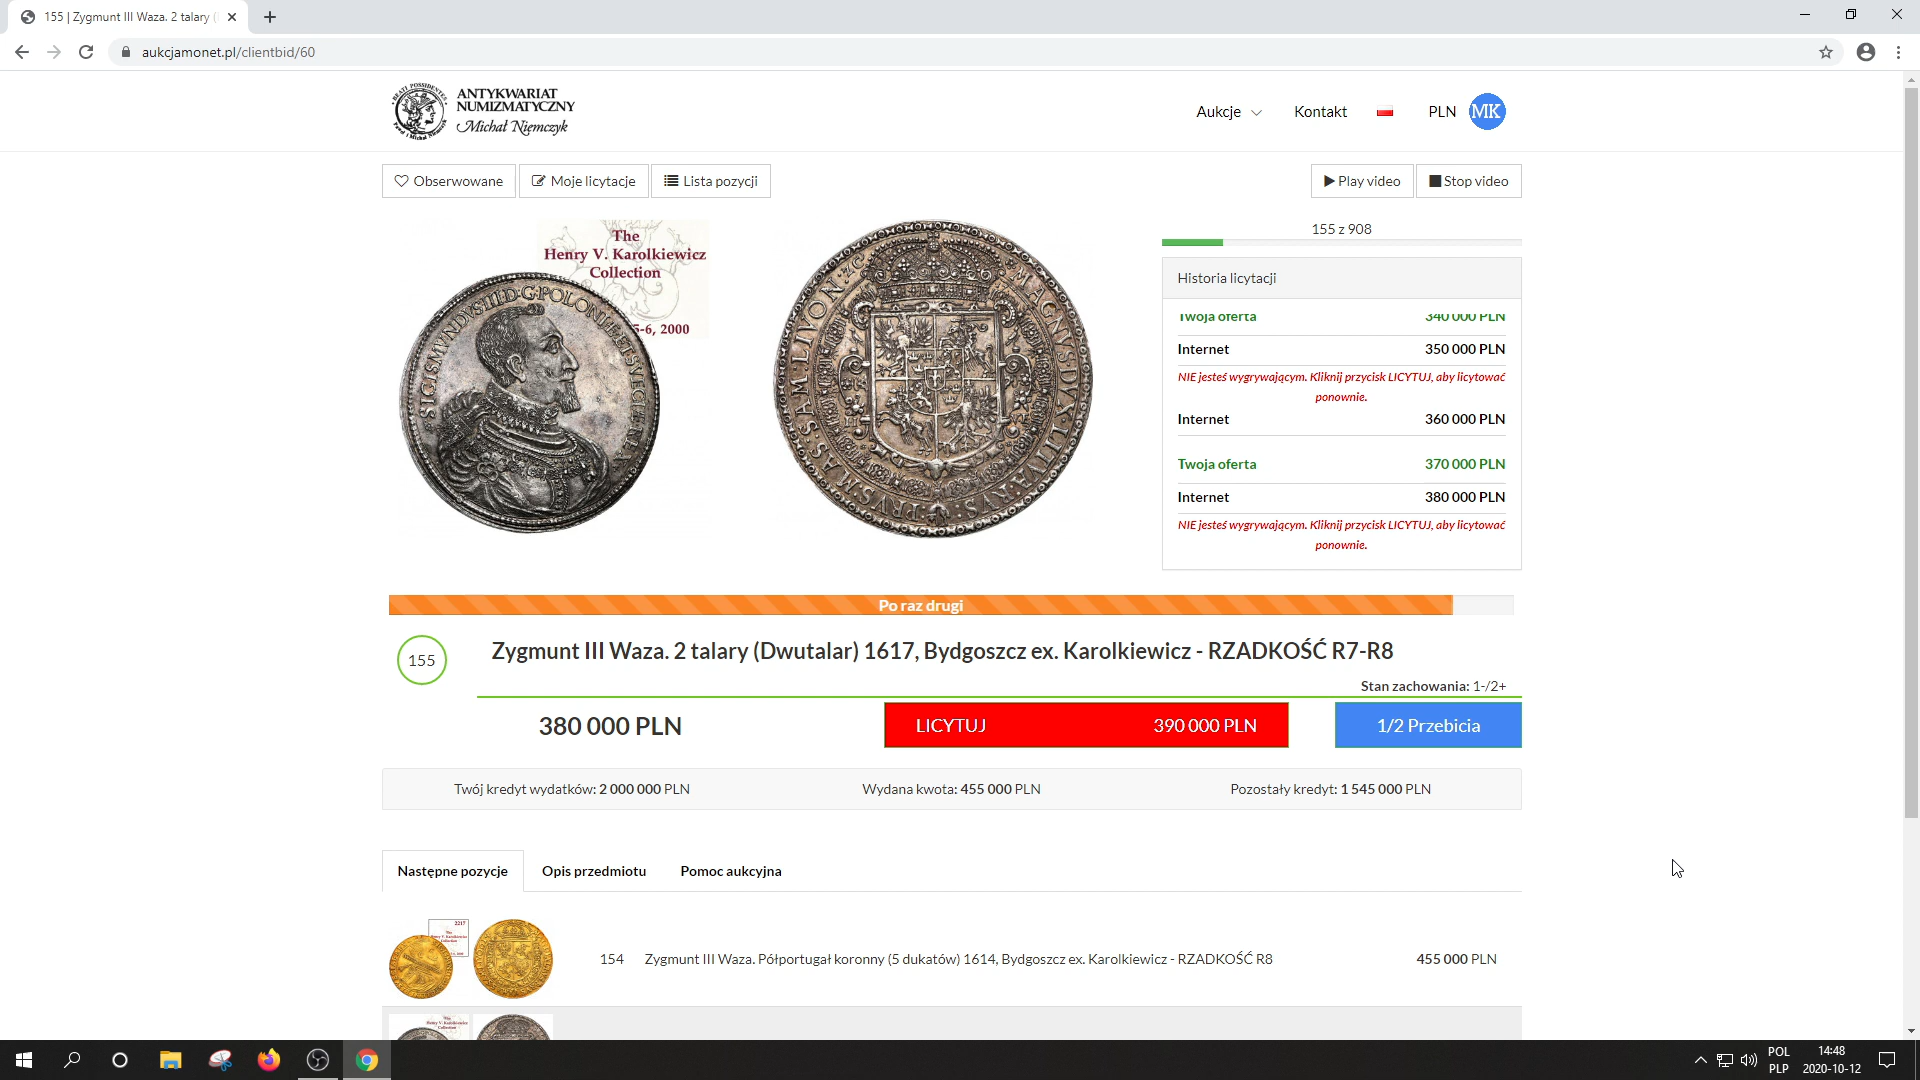 155 | Zygmunt III Waza. 2 talary (
aukcjamonet.pl/clientbid/60
ANTYKWARIAT
NUMIZMATYCZNY
Michał Niemczyk
Aukcje
Kontakt
PLN
MK
Obserwowane
Moje licytacje
Lista pozycji
Play video
Stop video
The
Henry V. Karolkiewicz
Collection
5-6, 2000
155 z 908
Historia licytacji
Twoja oferta 340 000 PLN
Internet 350 000 PLN
NIE jesteś wygrywającym. Kliknij przycisk LICYTUJ, aby licytować
ponownie.
Internet 360 000 PLN
Twoja oferta 370 000 PLN
Internet 380 000 PLN
NIE jesteś wygrywającym. Kliknij przycisk LICYTUJ, aby licytować
ponownie.
Po raz drugi
155
Zygmunt III Waza. 2 talary (Dwutalar) 1617, Bydgoszcz ex. Karolkiewicz - RZADKOŚĆ R7-R8
Stan zachowania: 1-/2+
380 000 PLN
LICYTUJ 390 000 PLN
1/2 Przebicia
Twój kredyt wydatków: 2 000 000 PLN
Wydana kwota: 455 000 PLN
Pozostały kredyt: 1 545 000 PLN
Następne pozycje
Opis przedmiotu
Pomoc aukcyjna
2217
154 Zygmunt III Waza. Półportugał koronny (5 dukatów) 1614, Bydgoszcz ex. Karolkiewicz - RZADKOŚĆ R8 455 000 PLN
POL
PLP
14:48
2020-10-12